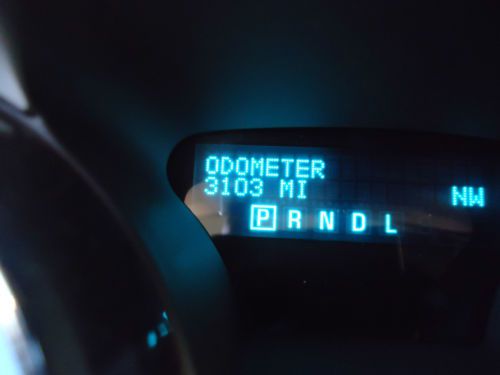 ODOMETER
3103 MI
NW
P R N D L